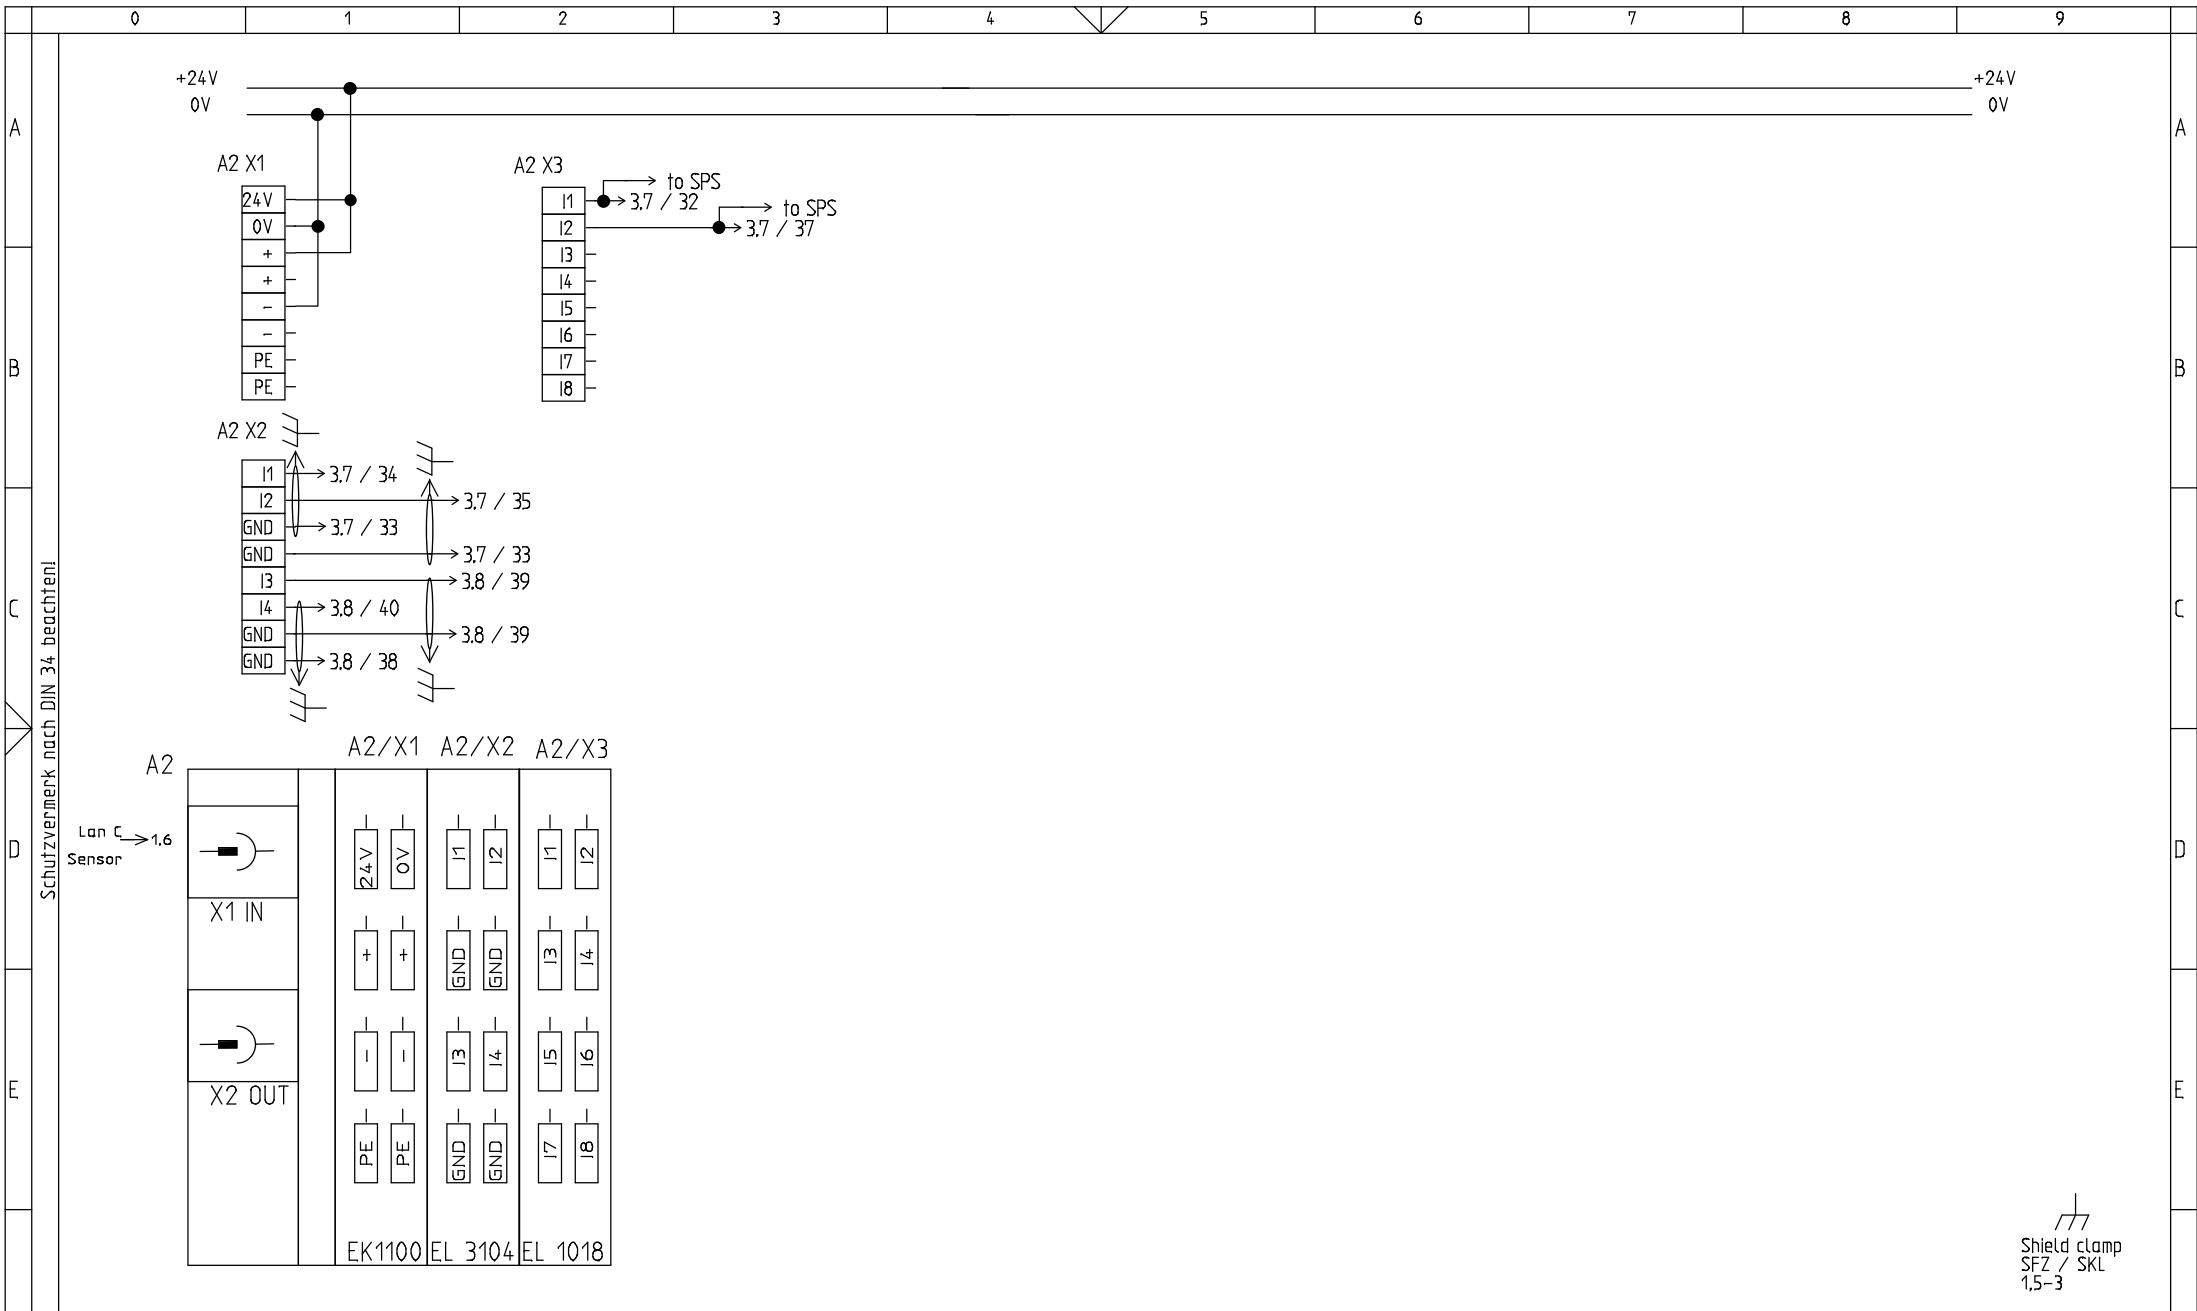 0 1 2 3 4 5 6 7 8 9
+24V +24V
0V 0V
A A
A2 X1 A2 X3
24V
0V
+
+
-
-
PE
PE
I1 to SPS
3.7 / 32
I2 to SPS
3.7 / 37
I3
I4
I5
I6
I7
I8
B B
A2 X2
I1 3.7 / 34
I2 3.7 / 35
GND 3.7 / 33
GND 3.7 / 33
I3 3.8 / 39
I4 3.8 / 40
GND 3.8 / 39
GND 3.8 / 38
C C
Schutzvermerk nach DIN 34 beachten!
A2 A2/X1 A2/X2 A2/X3
Lan C
Sensor
1.6
D D
X1 IN
X2 OUT
24V 0V I1 I2 I1 I2
+ + GND GND I3 I4
- - I3 I4 I5 I6
PE PE GND GND I7 I8
E E
EK1100 EL 3104 EL 1018
Shield clamp
SFZ / SKL
1,5-3